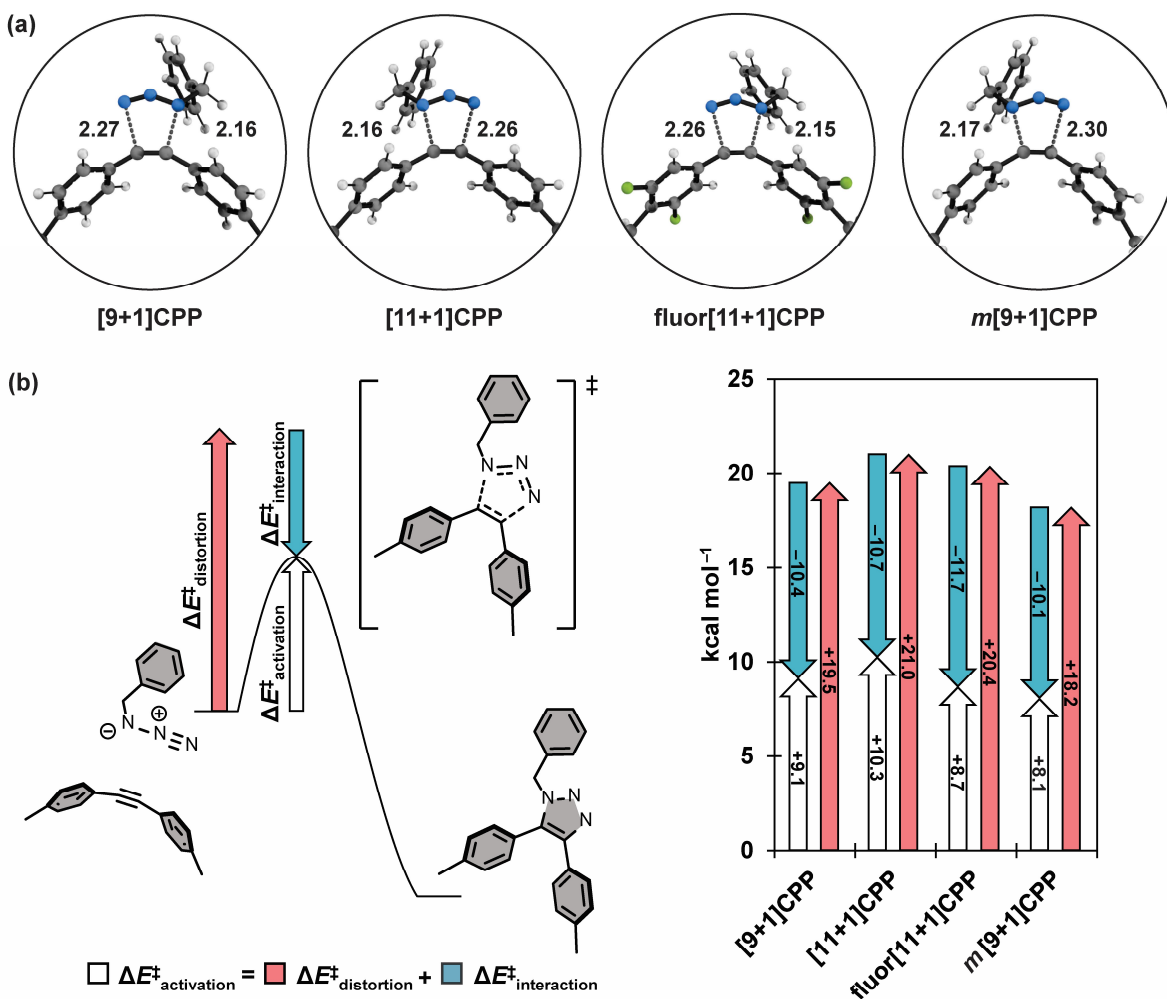 (a)
2.27 2.16 2.16 2.26 2.26 2.15 2.17 2.30
[9+1]CPP [11+1]CPP fluor[11+1]CPP m[9+1]CPP
(b)
ΔE‡distortion
ΔE‡interaction
ΔE‡activation
‡
N N
N
⊖ N ⊕ N N
N N
N
25
20
15
10
5
0
kcal mol⁻¹
−10.4 −10.7 −11.7 −10.1
+19.5 +21.0 +20.4 +18.2
+9.1 +10.3 +8.7 +8.1
[9+1]CPP
[11+1]CPP
fluor[11+1]CPP
m[9+1]CPP
ΔE‡activation = ΔE‡distortion + ΔE‡interaction